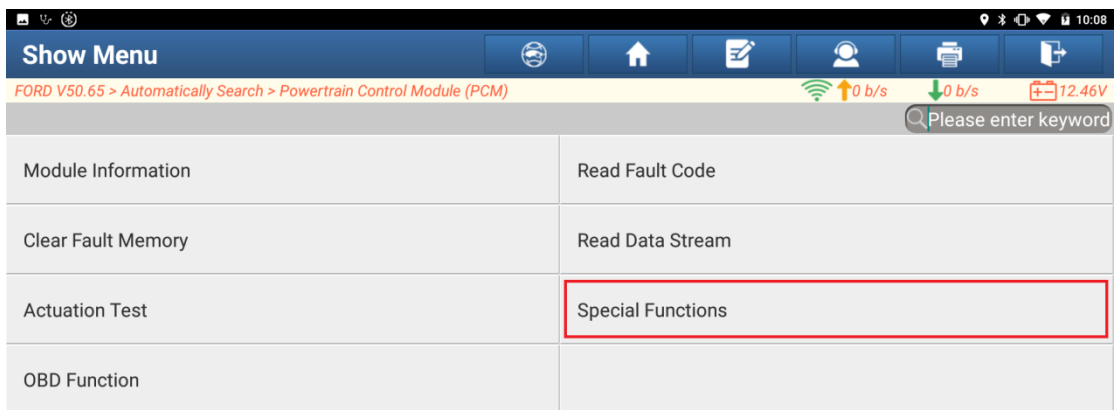 10:08
Show Menu
FORD V50.65 > Automatically Search > Powertrain Control Module (PCM)
0 b/s
0 b/s
12.46V
Please enter keyword
Module Information
Read Fault Code
Clear Fault Memory
Read Data Stream
Actuation Test
Special Functions
OBD Function